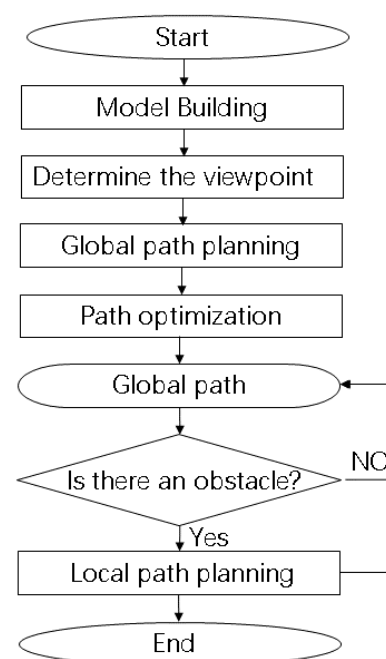 Start
Model Building
Determine the viewpoint
Global path planning
Path optimization
Global path
Is there an obstacle?
NO
Yes
Local path planning
End